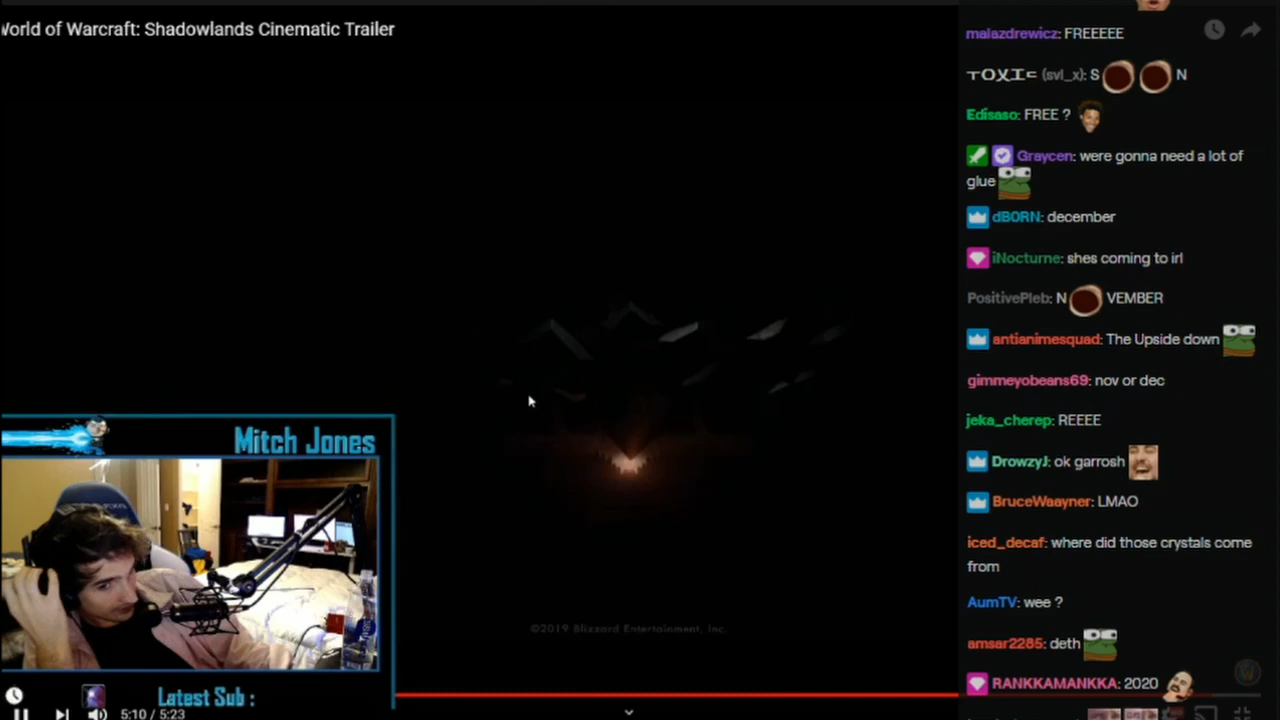 World of Warcraft: Shadowlands Cinematic Trailer
malazdrewicz: FREEEEE
TOXIC (svl_x): S N
Edisaso: FREE ?
Graycen: were gonna need a lot of
glue
dB0RN: december
iNocturne: shes coming to irl
PositivePleb: N VEMBER
antianimesquad: The Upside down
gimmeyobeans69: nov or dec
jeka_cherep: REEEE
DrowzyJ: ok garrosh
BruceWaayner: LMAO
iced_decaf: where did those crystals come
from
AumTV: wee ?
amsar2285: deth
RANKKAMANKKA: 2020
Mitch Jones
©2019 Blizzard Entertainment, Inc.
Latest Sub :
5:10 / 5:23